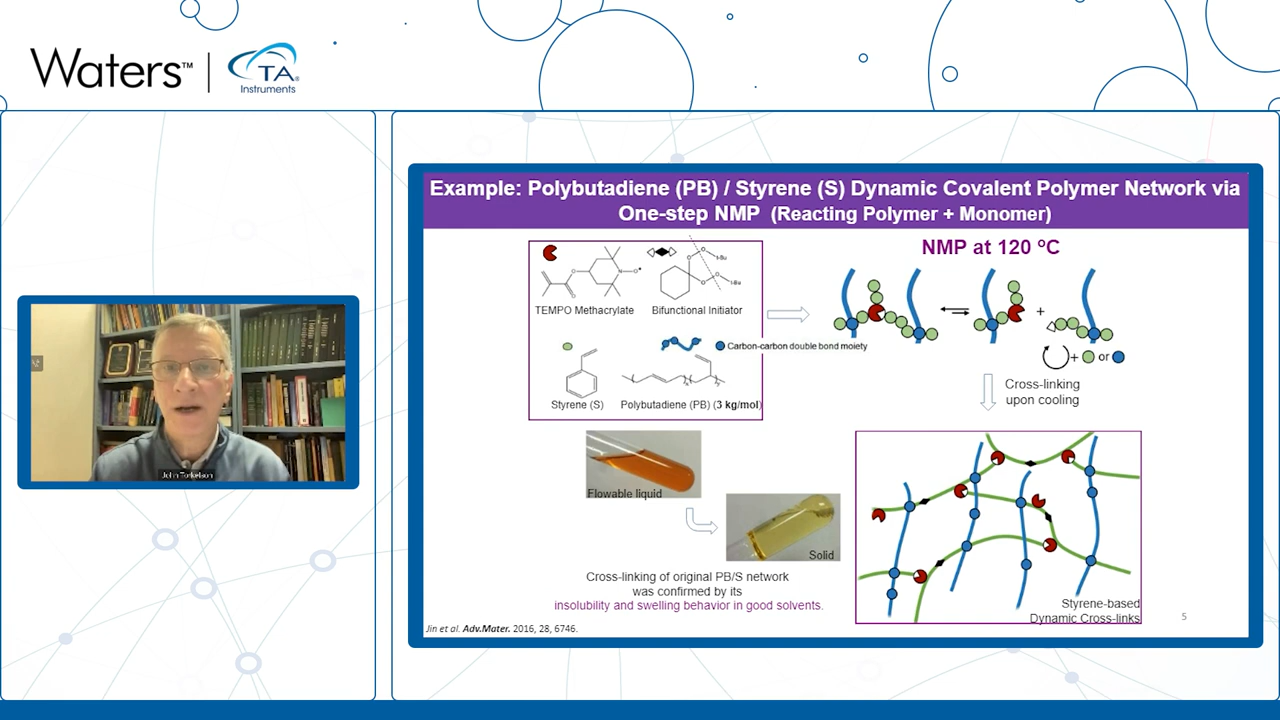 Waters™ | TA®
Instruments
Example: Polybutadiene (PB) / Styrene (S) Dynamic Covalent Polymer Network via
One-step NMP (Reacting Polymer + Monomer)
NMP at 120 ºC
TEMPO Methacrylate
Bifunctional Initiator
t-Bu
t-Bu
Carbon-carbon double bond moiety
+
+ or
Styrene (S)
Polybutadiene (PB) (3 kg/mol)
Cross-linking
upon cooling
Flowable liquid
Solid
Cross-linking of original PB/S network
was confirmed by its
insolubility and swelling behavior in good solvents.
Styrene-based
Dynamic Cross-links
5
Jin et al. Adv.Mater. 2016, 28, 6746.
John Torkelson